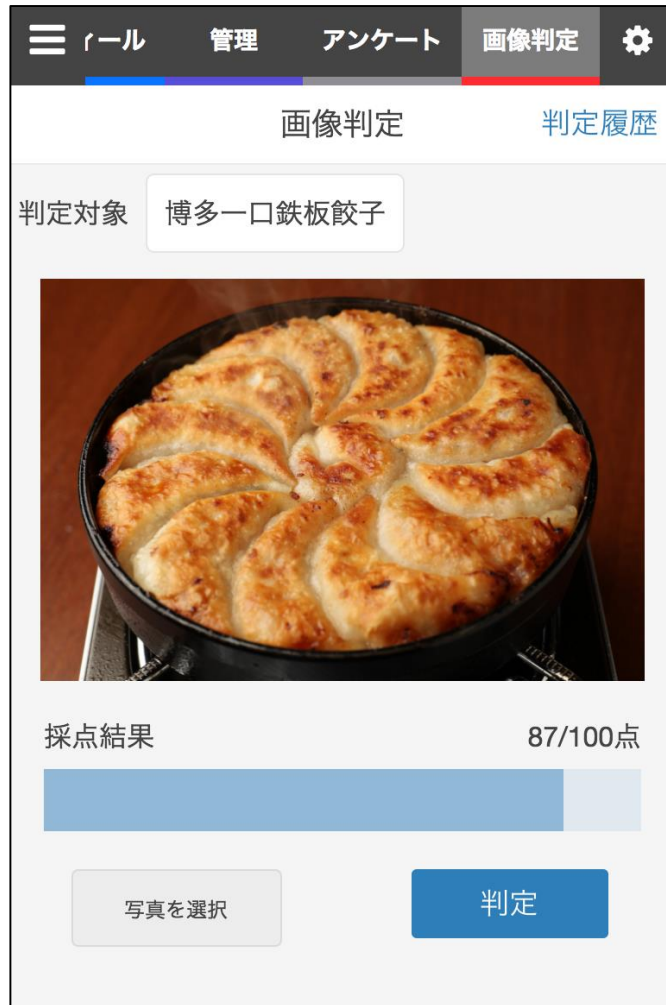 ール 管理 アンケート 画像判定
画像判定 判定履歴
判定対象 博多一口鉄板餃子
採点結果 87/100点
写真を選択 判定